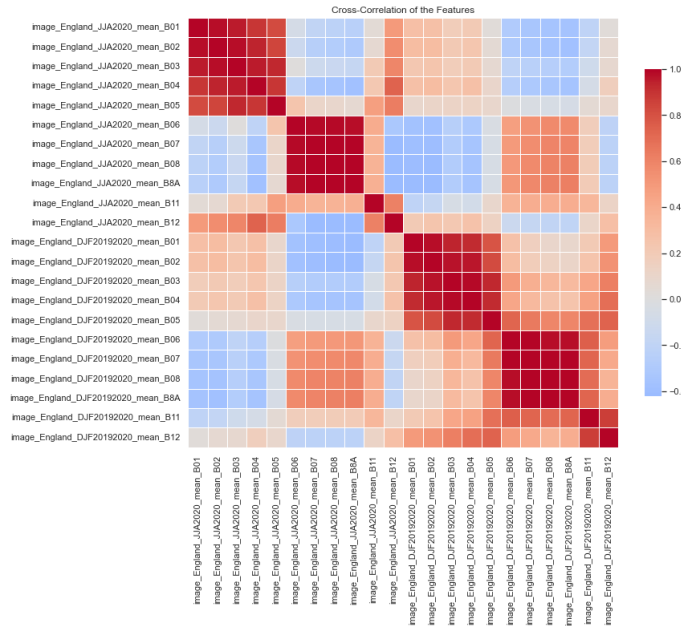 Cross-Correlation of the Features
image_England_JJA2020_mean_B01
image_England_JJA2020_mean_B02
image_England_JJA2020_mean_B03
image_England_JJA2020_mean_B04
image_England_JJA2020_mean_B05
image_England_JJA2020_mean_B06
image_England_JJA2020_mean_B07
image_England_JJA2020_mean_B08
image_England_JJA2020_mean_B8A
image_England_JJA2020_mean_B11
image_England_JJA2020_mean_B12
image_England_DJF20192020_mean_B01
image_England_DJF20192020_mean_B02
image_England_DJF20192020_mean_B03
image_England_DJF20192020_mean_B04
image_England_DJF20192020_mean_B05
image_England_DJF20192020_mean_B06
image_England_DJF20192020_mean_B07
image_England_DJF20192020_mean_B08
image_England_DJF20192020_mean_B8A
image_England_DJF20192020_mean_B11
image_England_DJF20192020_mean_B12
image_England_JJA2020_mean_B01
image_England_JJA2020_mean_B02
image_England_JJA2020_mean_B03
image_England_JJA2020_mean_B04
image_England_JJA2020_mean_B05
image_England_JJA2020_mean_B06
image_England_JJA2020_mean_B07
image_England_JJA2020_mean_B08
image_England_JJA2020_mean_B8A
image_England_JJA2020_mean_B11
image_England_JJA2020_mean_B12
image_England_DJF20192020_mean_B01
image_England_DJF20192020_mean_B02
image_England_DJF20192020_mean_B03
image_England_DJF20192020_mean_B04
image_England_DJF20192020_mean_B05
image_England_DJF20192020_mean_B06
image_England_DJF20192020_mean_B07
image_England_DJF20192020_mean_B08
image_England_DJF20192020_mean_B8A
image_England_DJF20192020_mean_B11
image_England_DJF20192020_mean_B12
1.0
0.8
0.6
0.4
0.2
0.0
−0.2